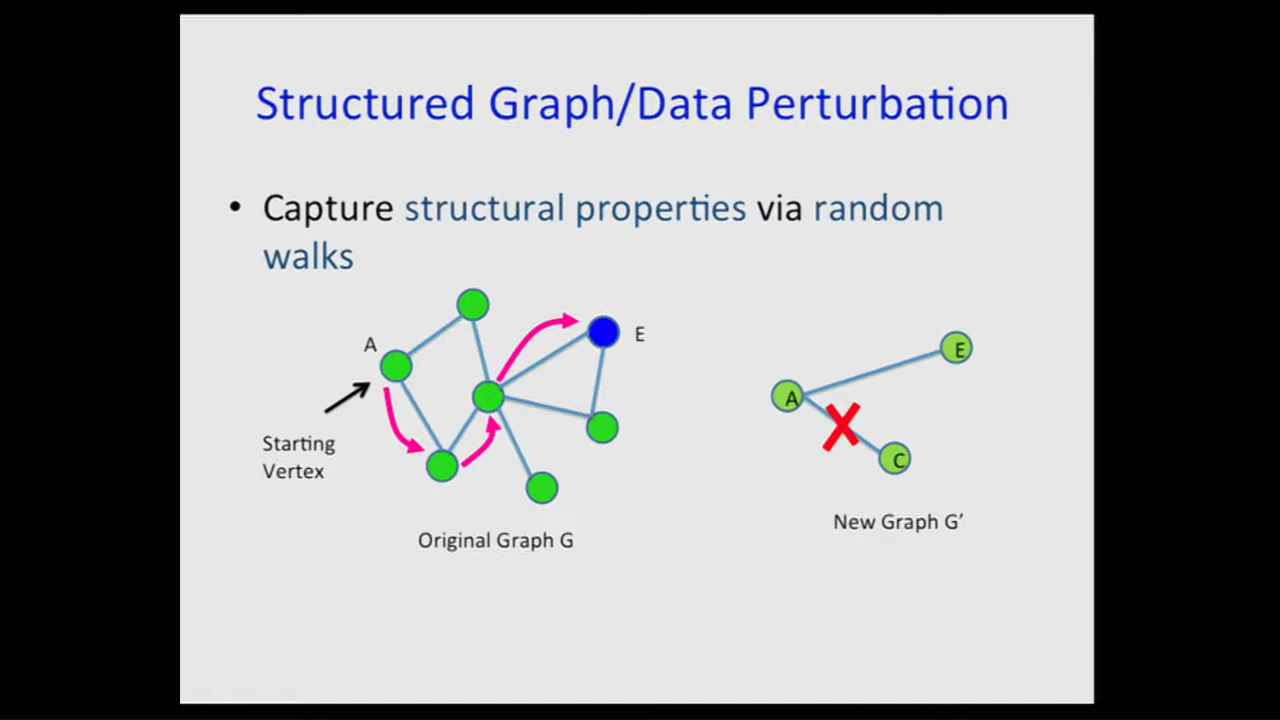 Structured Graph/Data Perturbation
• Capture structural properties via random
walks
A
E
Starting
Vertex
Original Graph G
E
A
C
New Graph G’